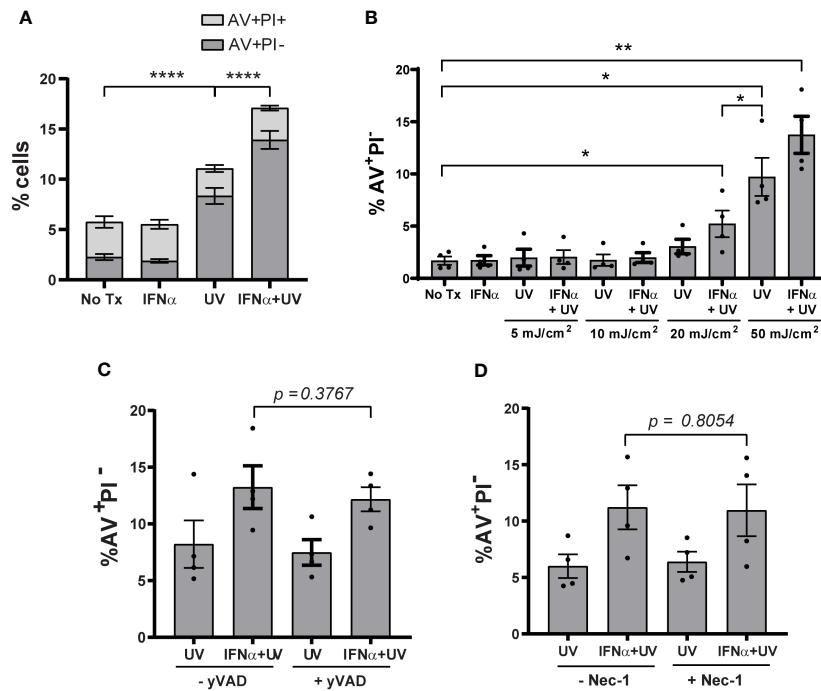 A
AV+PI+
AV+PI-
% cells
20
15
10
5
0
**** ****
No Tx IFNα UV IFNα+UV
B
% AV+PI-
20
15
10
5
0
**
*
*
*
No Tx IFNα UV IFNα + UV UV IFNα + UV UV IFNα + UV UV IFNα + UV
5 mJ/cm² 10 mJ/cm² 20 mJ/cm² 50 mJ/cm²
C
%AV+PI-
20
15
10
5
0
p = 0.3767
UV IFNα+UV UV IFNα+UV
- yVAD + yVAD
D
%AV+PI-
20
15
10
5
0
p = 0.8054
UV IFNα+UV UV IFNα+UV
- Nec-1 + Nec-1